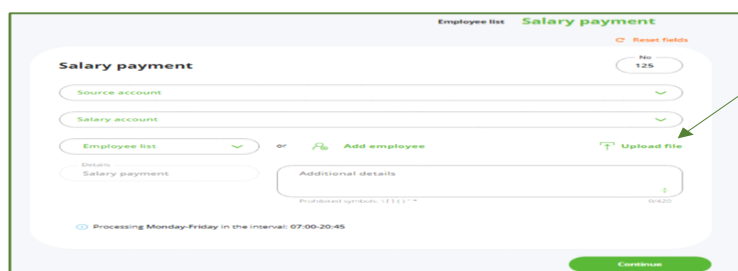 Employee list Salary payment
Reset fields
Salary payment
No
125
Source account
Salary account
Employee list or Add employee Upload file
Details
Salary payment
Additional details
Prohibited symbols
0/420
Processing Monday-Friday in the interval: 07:00-20:45
Continue